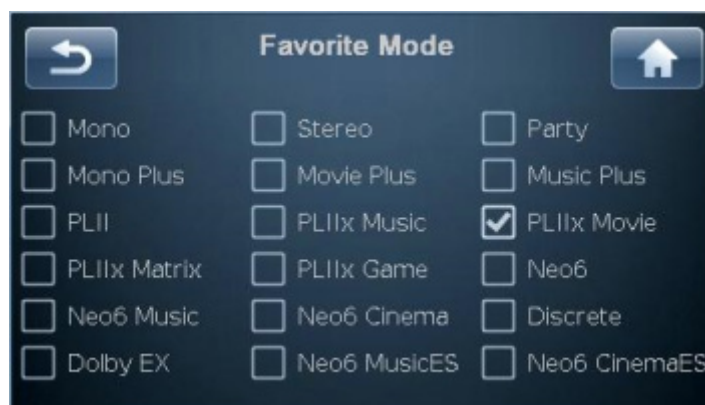 Favorite Mode
Mono Stereo Party
Mono Plus Movie Plus Music Plus
PLII PLIIx Music PLIIx Movie
PLIIx Matrix PLIIx Game Neo6
Neo6 Music Neo6 Cinema Discrete
Dolby EX Neo6 MusicES Neo6 CinemaES